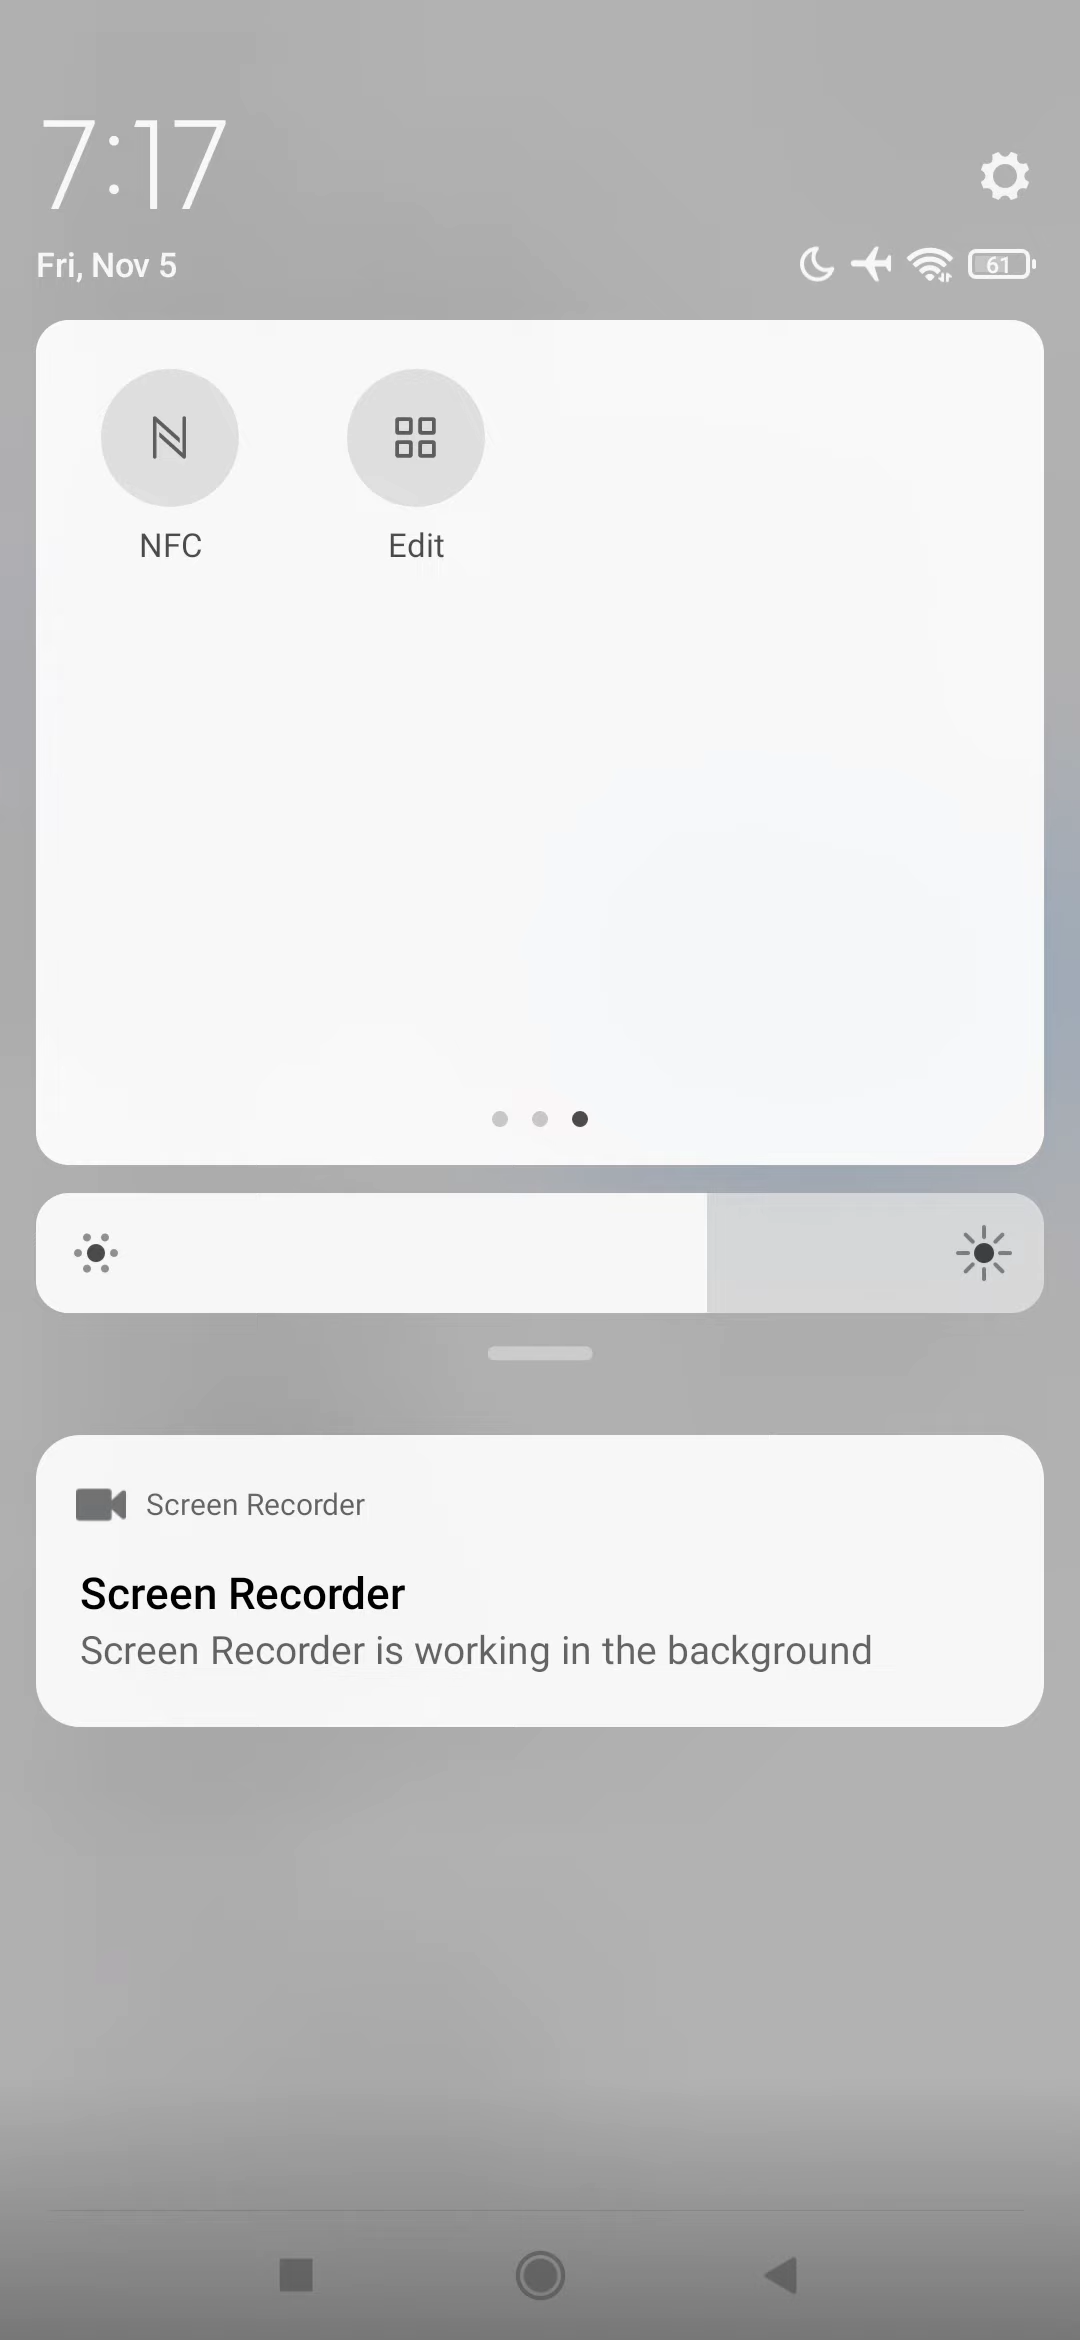 7:17
Fri, Nov 5
61
NFC
Edit
Screen Recorder
Screen Recorder
Screen Recorder is working in the background